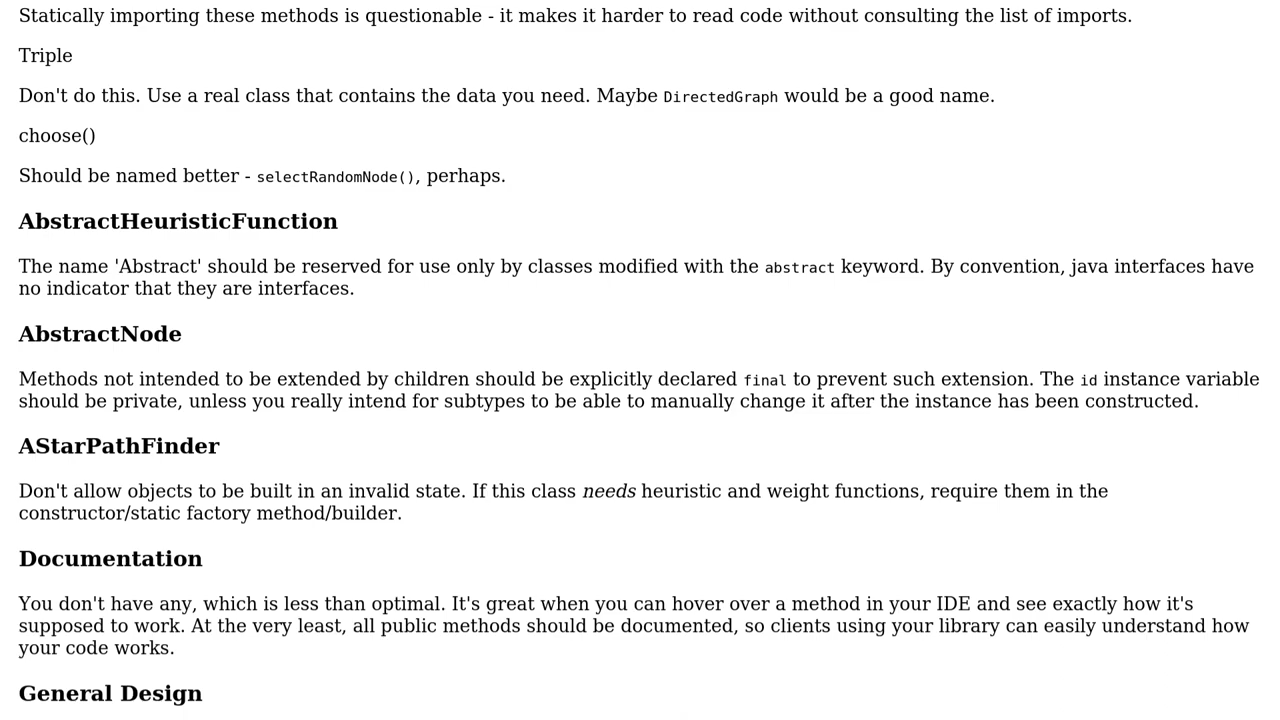 Statically importing these methods is questionable - it makes it harder to read code without consulting the list of imports.
Triple
Don't do this. Use a real class that contains the data you need. Maybe DirectedGraph would be a good name.
choose()
Should be named better - selectRandomNode(), perhaps.
AbstractHeuristicFunction
The name 'Abstract' should be reserved for use only by classes modified with the abstract keyword. By convention, java interfaces have
no indicator that they are interfaces.
AbstractNode
Methods not intended to be extended by children should be explicitly declared final to prevent such extension. The id instance variable
should be private, unless you really intend for subtypes to be able to manually change it after the instance has been constructed.
AStarPathFinder
Don't allow objects to be built in an invalid state. If this class needs heuristic and weight functions, require them in the
constructor/static factory method/builder.
Documentation
You don't have any, which is less than optimal. It's great when you can hover over a method in your IDE and see exactly how it's
supposed to work. At the very least, all public methods should be documented, so clients using your library can easily understand how
your code works.
General Design